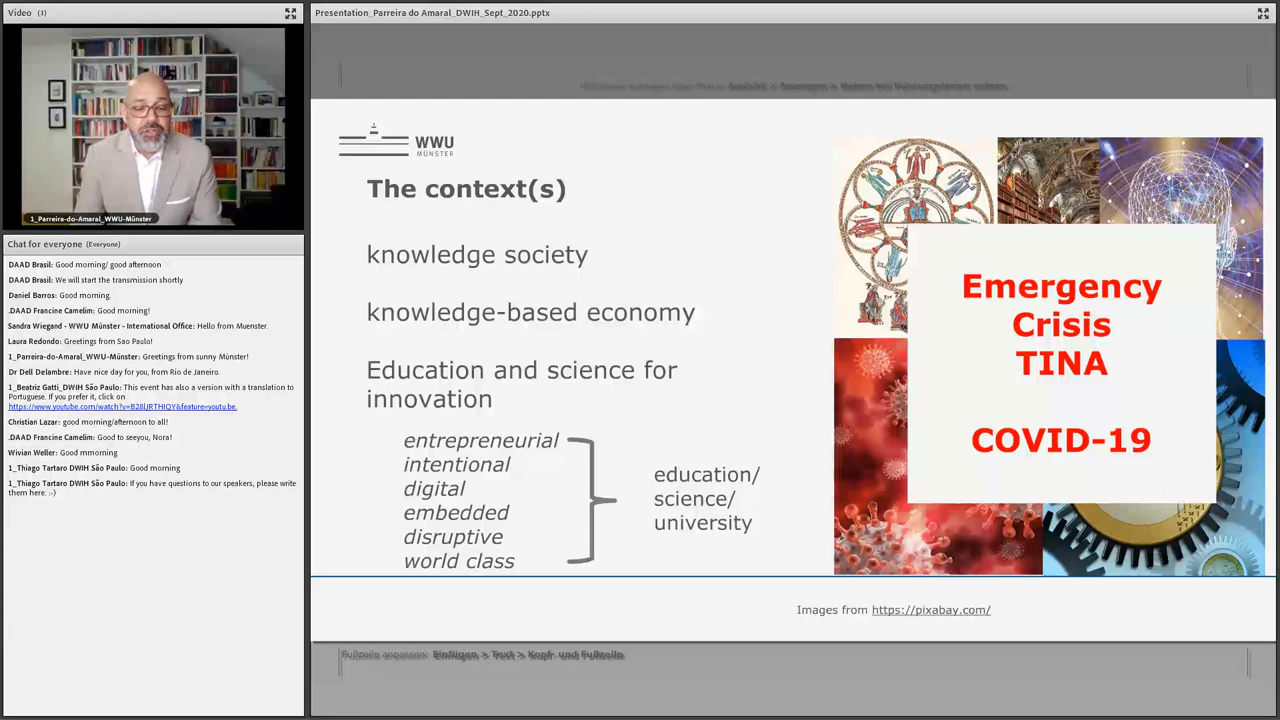 Video (1)
1_Parreira-do-Amaral_WWU-Münster
Chat for everyone (Everyone)
DAAD Brasil: Good morning/ good afternoon
DAAD Brasil: We will start the transmission shortly
Daniel Barros: Good morning,
.DAAD Francine Camelim: Good morning!
Sandra Wiegand - WWU Münster - International Office: Hello from Muenster.
Laura Redondo: Greetings from Sao Paulo!
1_Parreira-do-Amaral_WWU-Münster: Greetings from sunny Münster!
Dr Dell Delambre: Have nice day for you, from Rio de Janeiro.
1_Beatriz Gatti_DWIH São Paulo: This event has also a version with a translation to
Portuguese. If you prefer it, click on
Christian Lazar: good morning/afternoon to all!
.DAAD Francine Camelim: Good to seeyou, Nora!
Wivian Weller: Good mmorning
1_Thiago Tartaro DWIH São Paulo: Good morning
1_Thiago Tartaro DWIH São Paulo: If you have questions to our speakers, please write
them here. :-)
Presentation_Parreira do Amaral_DWIH_Sept_2020.pptx
WWU
MÜNSTER
The context(s)
knowledge society
knowledge-based economy
Education and science for
innovation
entrepreneurial
intentional
digital
embedded
disruptive
world class
education/
science/
university
Emergency
Crisis
TINA
COVID-19
Images from https://pixabay.com/
Fußzeile anpassen: Einfügen > Text > Kopf- und Fußzeile